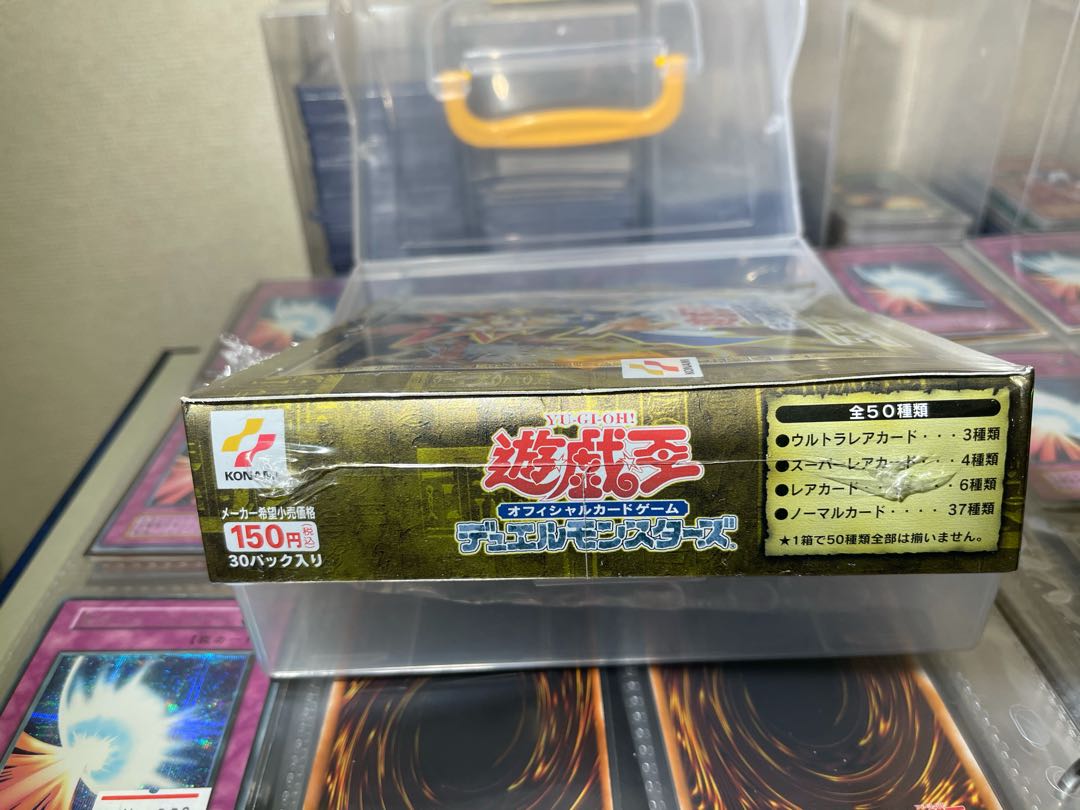 KONAMI
KONAMI
メーカー希望小売価格
150円(税込)
30パック入り
YU-GI-OH!
遊戯王
オフィシャルカードゲーム
デュエルモンスターズ
全50種類
●ウルトラレアカード・・・3種類
●スーパーレアカード・・・4種類
●レアカード・・・・・・・6種類
●ノーマルカード・・・・37種類
★1箱で50種類全部は揃いません。